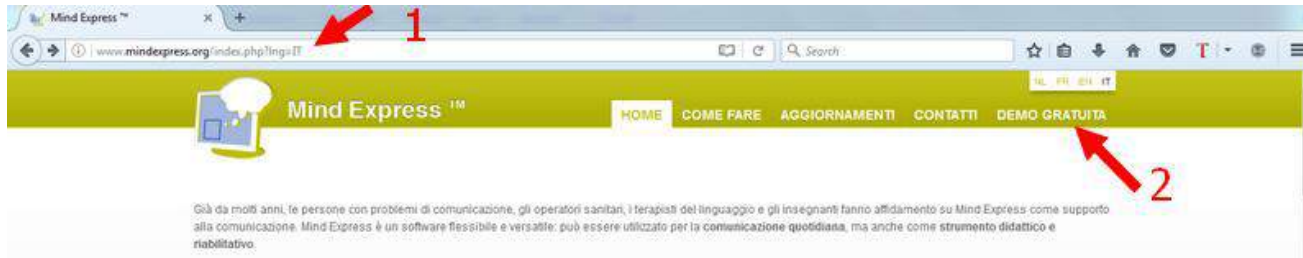 Mind Express ™
1
www.mindexpress.org/index.php?lng=IT
Search
NL FR EN IT
Mind Express ™
HOME COME FARE AGGIORNAMENTI CONTATTI DEMO GRATUITA
2
Già da molti anni, le persone con problemi di comunicazione, gli operatori sanitari, i terapisti del linguaggio e gli insegnanti fanno affidamento su Mind Express come supporto
alla comunicazione. Mind Express è un software flessibile e versatile: può essere utilizzato per la comunicazione quotidiana, ma anche come strumento didattico e
riabilitativo.